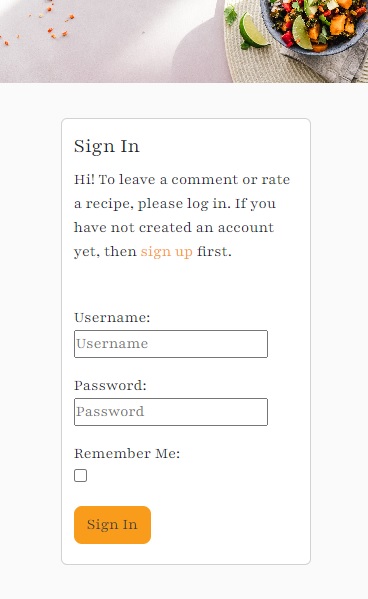 Sign In
Hi! To leave a comment or rate
a recipe, please log in. If you
have not created an account
yet, then sign up first.
Username:
Username
Password:
Password
Remember Me:
Sign In